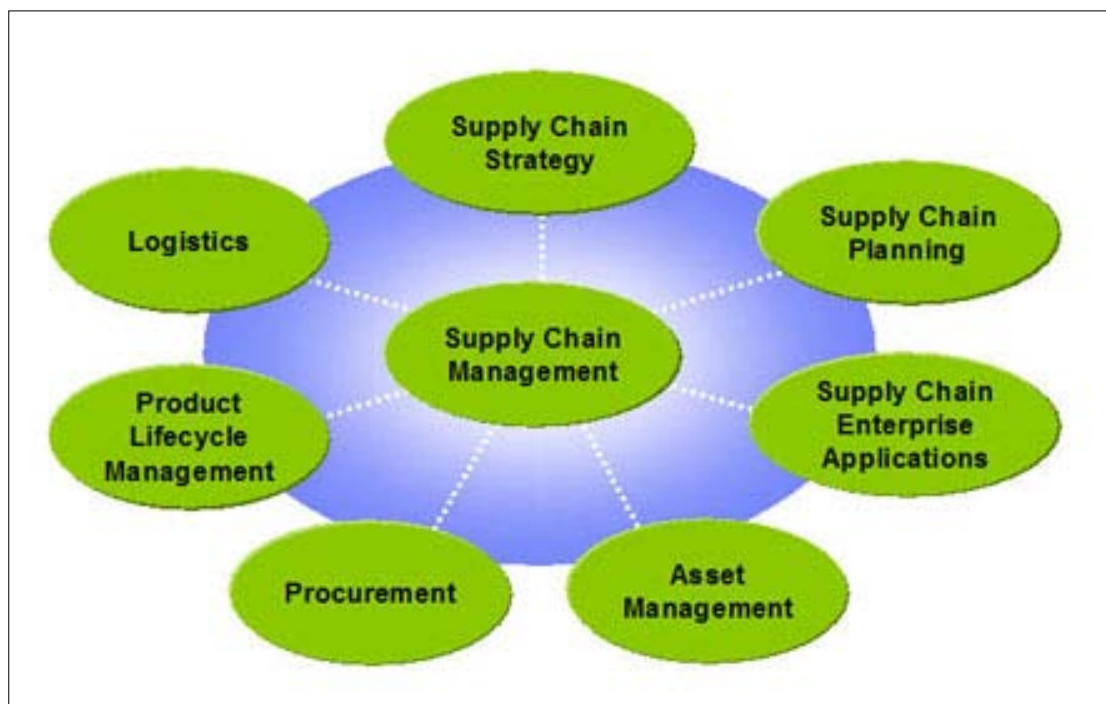 Supply Chain
Strategy
Logistics
Supply Chain
Planning
Supply Chain
Management
Product
Lifecycle
Management
Supply Chain
Enterprise
Applications
Procurement
Asset
Management